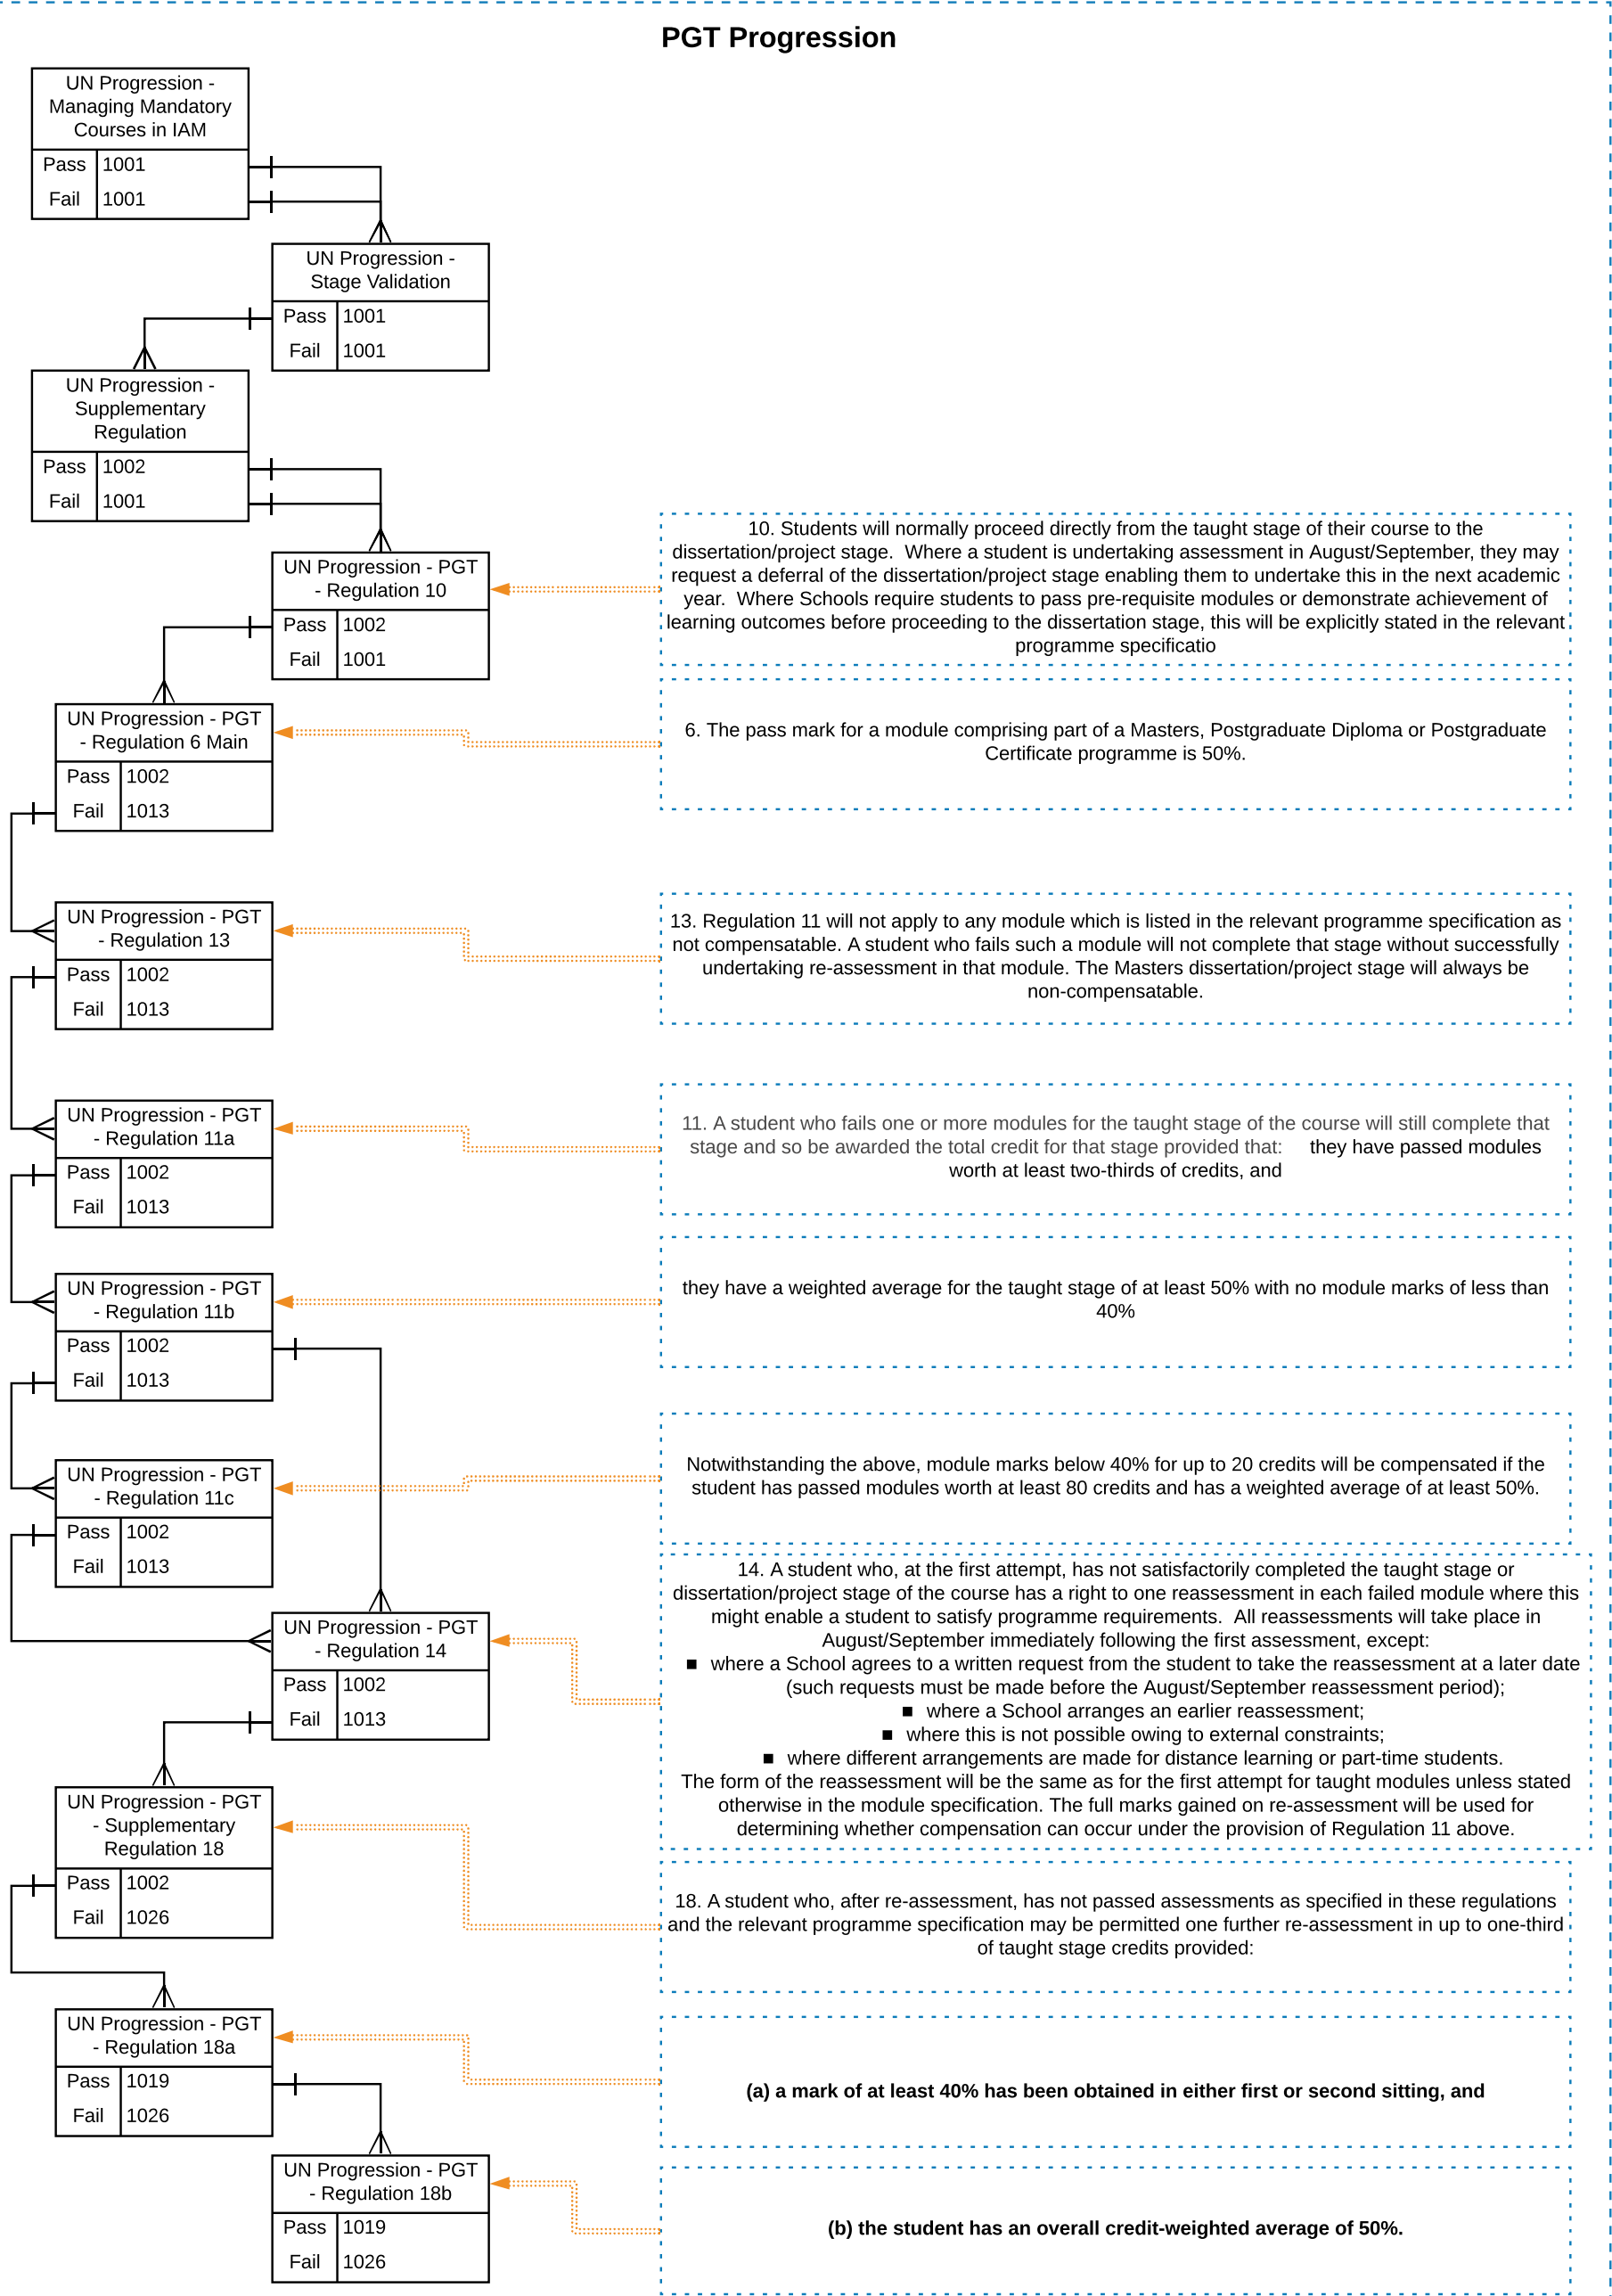 PGT Progression
UN Progression -
Managing Mandatory
Courses in IAM
Pass 1001
Fail 1001
UN Progression -
Stage Validation
Pass 1001
Fail 1001
UN Progression -
Supplementary
Regulation
Pass 1002
Fail 1001
UN Progression - PGT
- Regulation 10
Pass 1002
Fail 1001
10. Students will normally proceed directly from the taught stage of their course to the
dissertation/project stage.  Where a student is undertaking assessment in August/September, they may
request a deferral of the dissertation/project stage enabling them to undertake this in the next academic
year.  Where Schools require students to pass pre-requisite modules or demonstrate achievement of
learning outcomes before proceeding to the dissertation stage, this will be explicitly stated in the relevant
programme specificatio
UN Progression - PGT
- Regulation 6 Main
Pass 1002
Fail 1013
6. The pass mark for a module comprising part of a Masters, Postgraduate Diploma or Postgraduate
Certificate programme is 50%.
UN Progression - PGT
- Regulation 13
Pass 1002
Fail 1013
13. Regulation 11 will not apply to any module which is listed in the relevant programme specification as
not compensatable. A student who fails such a module will not complete that stage without successfully
undertaking re-assessment in that module. The Masters dissertation/project stage will always be
non-compensatable.
UN Progression - PGT
- Regulation 11a
Pass 1002
Fail 1013
11. A student who fails one or more modules for the taught stage of the course will still complete that
stage and so be awarded the total credit for that stage provided that:     they have passed modules
worth at least two-thirds of credits, and
UN Progression - PGT
- Regulation 11b
Pass 1002
Fail 1013
they have a weighted average for the taught stage of at least 50% with no module marks of less than
40%
UN Progression - PGT
- Regulation 11c
Pass 1002
Fail 1013
Notwithstanding the above, module marks below 40% for up to 20 credits will be compensated if the
student has passed modules worth at least 80 credits and has a weighted average of at least 50%.
UN Progression - PGT
- Regulation 14
Pass 1002
Fail 1013
14. A student who, at the first attempt, has not satisfactorily completed the taught stage or
dissertation/project stage of the course has a right to one reassessment in each failed module where this
might enable a student to satisfy programme requirements.  All reassessments will take place in
August/September immediately following the first assessment, except:
■ where a School agrees to a written request from the student to take the reassessment at a later date
(such requests must be made before the August/September reassessment period);
■ where a School arranges an earlier reassessment;
■ where this is not possible owing to external constraints;
■ where different arrangements are made for distance learning or part-time students.
The form of the reassessment will be the same as for the first attempt for taught modules unless stated
otherwise in the module specification. The full marks gained on re-assessment will be used for
determining whether compensation can occur under the provision of Regulation 11 above.
UN Progression - PGT
- Supplementary
Regulation 18
Pass 1002
Fail 1026
18. A student who, after re-assessment, has not passed assessments as specified in these regulations
and the relevant programme specification may be permitted one further re-assessment in up to one-third
of taught stage credits provided:
UN Progression - PGT
- Regulation 18a
Pass 1019
Fail 1026
(a) a mark of at least 40% has been obtained in either first or second sitting, and
UN Progression - PGT
- Regulation 18b
Pass 1019
Fail 1026
(b) the student has an overall credit-weighted average of 50%.